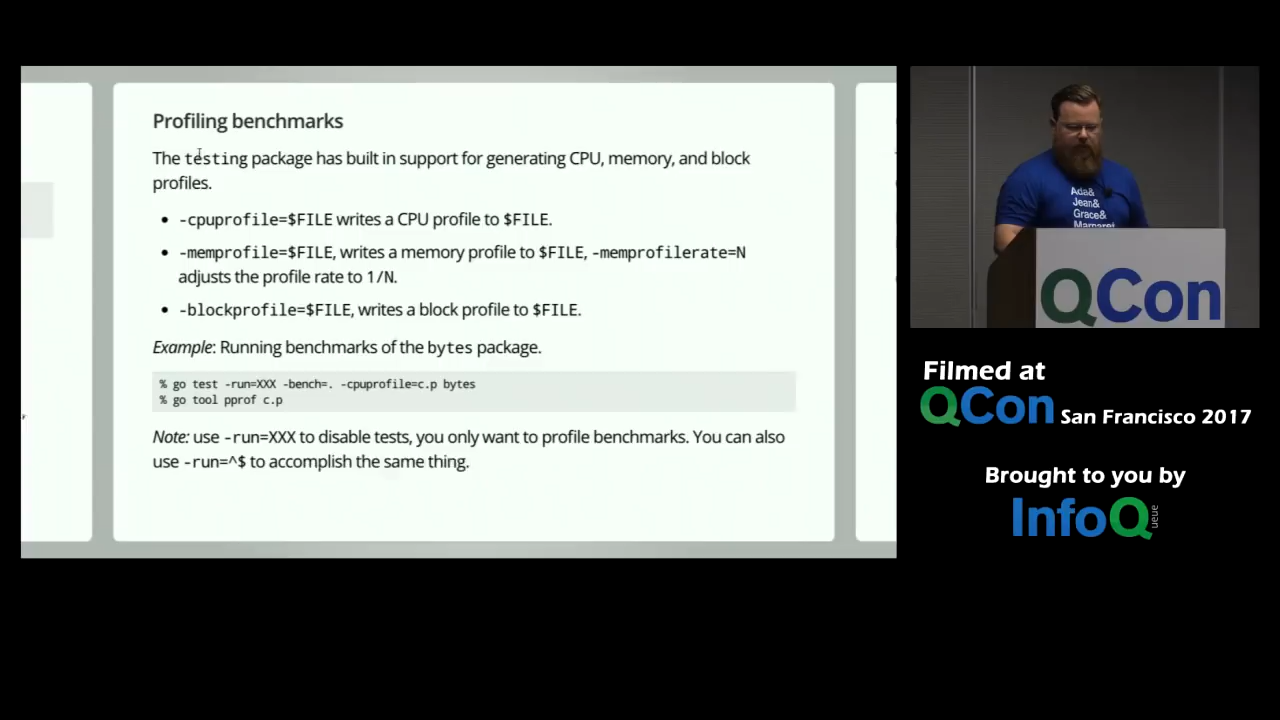 Profiling benchmarks
The testing package has built in support for generating CPU, memory, and block
profiles.
• -cpuprofile=$FILE writes a CPU profile to $FILE.
• -memprofile=$FILE, writes a memory profile to $FILE, -memprofilerate=N
adjusts the profile rate to 1/N.
• -blockprofile=$FILE, writes a block profile to $FILE.
Example: Running benchmarks of the bytes package.
% go test -run=XXX -bench=. -cpuprofile=c.p bytes
% go tool pprof c.p
Note: use -run=XXX to disable tests, you only want to profile benchmarks. You can also
use -run=^$ to accomplish the same thing.
Ada&
Jean&
Grace&
Margaret
QCon
Filmed at
QCon San Francisco 2017
Brought to you by
InfoQueue